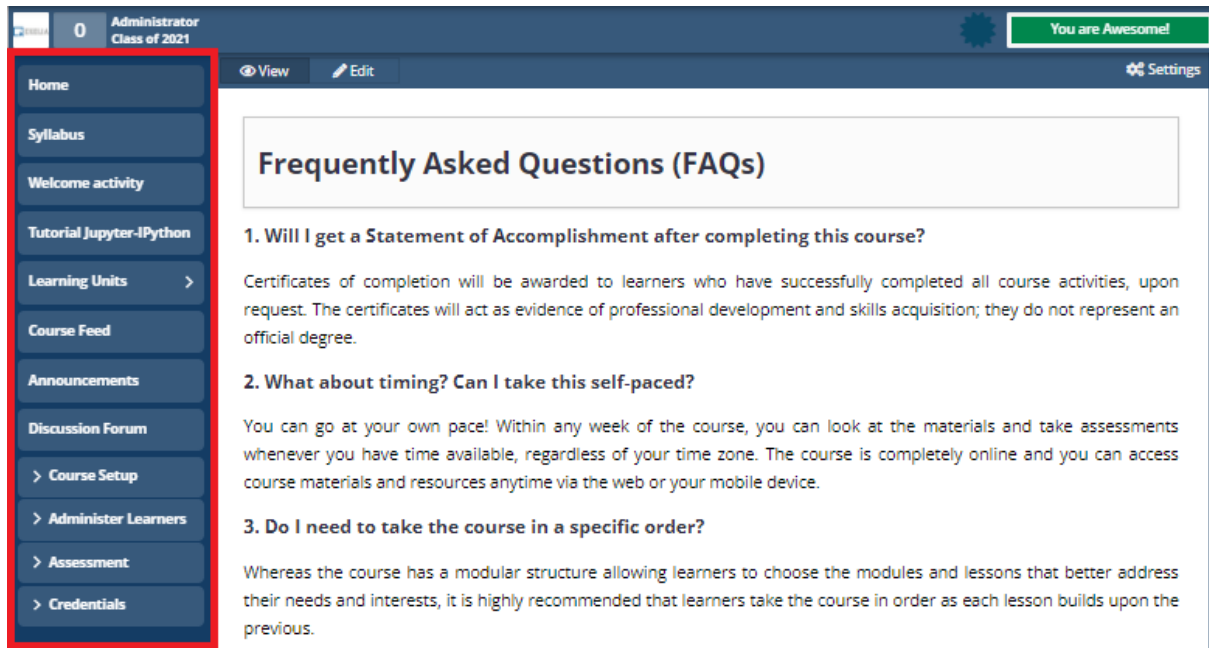 0
Administrator
Class of 2021
You are Awesome!
View
Edit
Settings
Home
Syllabus
Welcome activity
Tutorial Jupyter-IPython
Learning Units
Course Feed
Announcements
Discussion Forum
> Course Setup
> Administer Learners
> Assessment
> Credentials
Frequently Asked Questions (FAQs)
1. Will I get a Statement of Accomplishment after completing this course?
Certificates of completion will be awarded to learners who have successfully completed all course activities, upon
request. The certificates will act as evidence of professional development and skills acquisition; they do not represent an
official degree.
2. What about timing? Can I take this self-paced?
You can go at your own pace! Within any week of the course, you can look at the materials and take assessments
whenever you have time available, regardless of your time zone. The course is completely online and you can access
course materials and resources anytime via the web or your mobile device.
3. Do I need to take the course in a specific order?
Whereas the course has a modular structure allowing learners to choose the modules and lessons that better address
their needs and interests, it is highly recommended that learners take the course in order as each lesson builds upon the
previous.